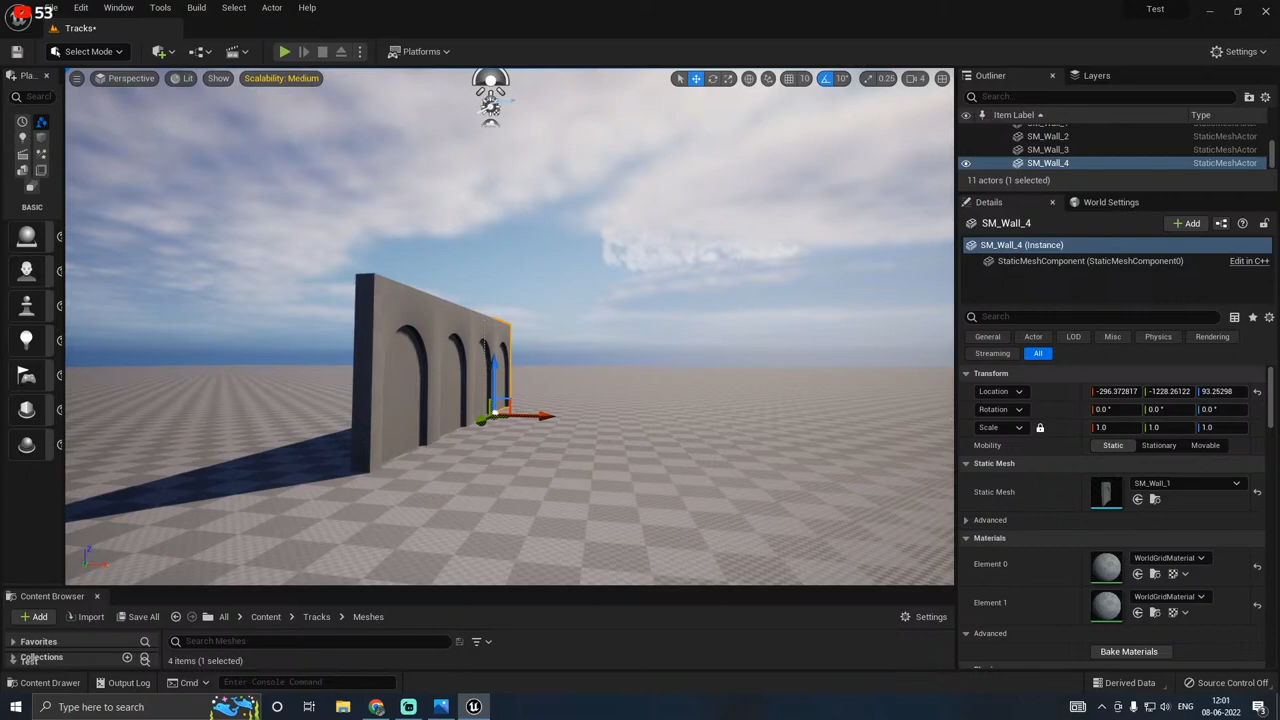 53
Edit Window Tools Build Select Actor Help
Test
Tracks*
Select Mode
Platforms
Settings
Pla...
Search
BASIC
Perspective Lit Show Scalability: Medium
10 10° 0.25 4
Outliner Layers
Search...
Item Label Type
SM_Wall_2 StaticMeshActor
SM_Wall_3 StaticMeshActor
SM_Wall_4 StaticMeshActor
11 actors (1 selected)
Details World Settings
SM_Wall_4
Add
SM_Wall_4 (Instance)
StaticMeshComponent (StaticMeshComponent0) Edit in C++
Search
General Actor LOD Misc Physics Rendering
Streaming All
Transform
Location -296.372817 -1228.26122 93.25298
Rotation 0.0 ° 0.0 ° 0.0 °
Scale 1.0 1.0 1.0
Mobility Static Stationary Movable
Static Mesh
Static Mesh SM_Wall_1
Advanced
Materials
Element 0 WorldGridMaterial
Element 1 WorldGridMaterial
Advanced
Bake Materials
Z
Content Browser
Add Import Save All All Content Tracks Meshes Settings
Favorites
Search Meshes
Collections
4 items (1 selected)
Content Drawer Output Log Cmd Enter Console Command Derived Data Source Control Off
Type here to search
12:01
08-06-2022
3